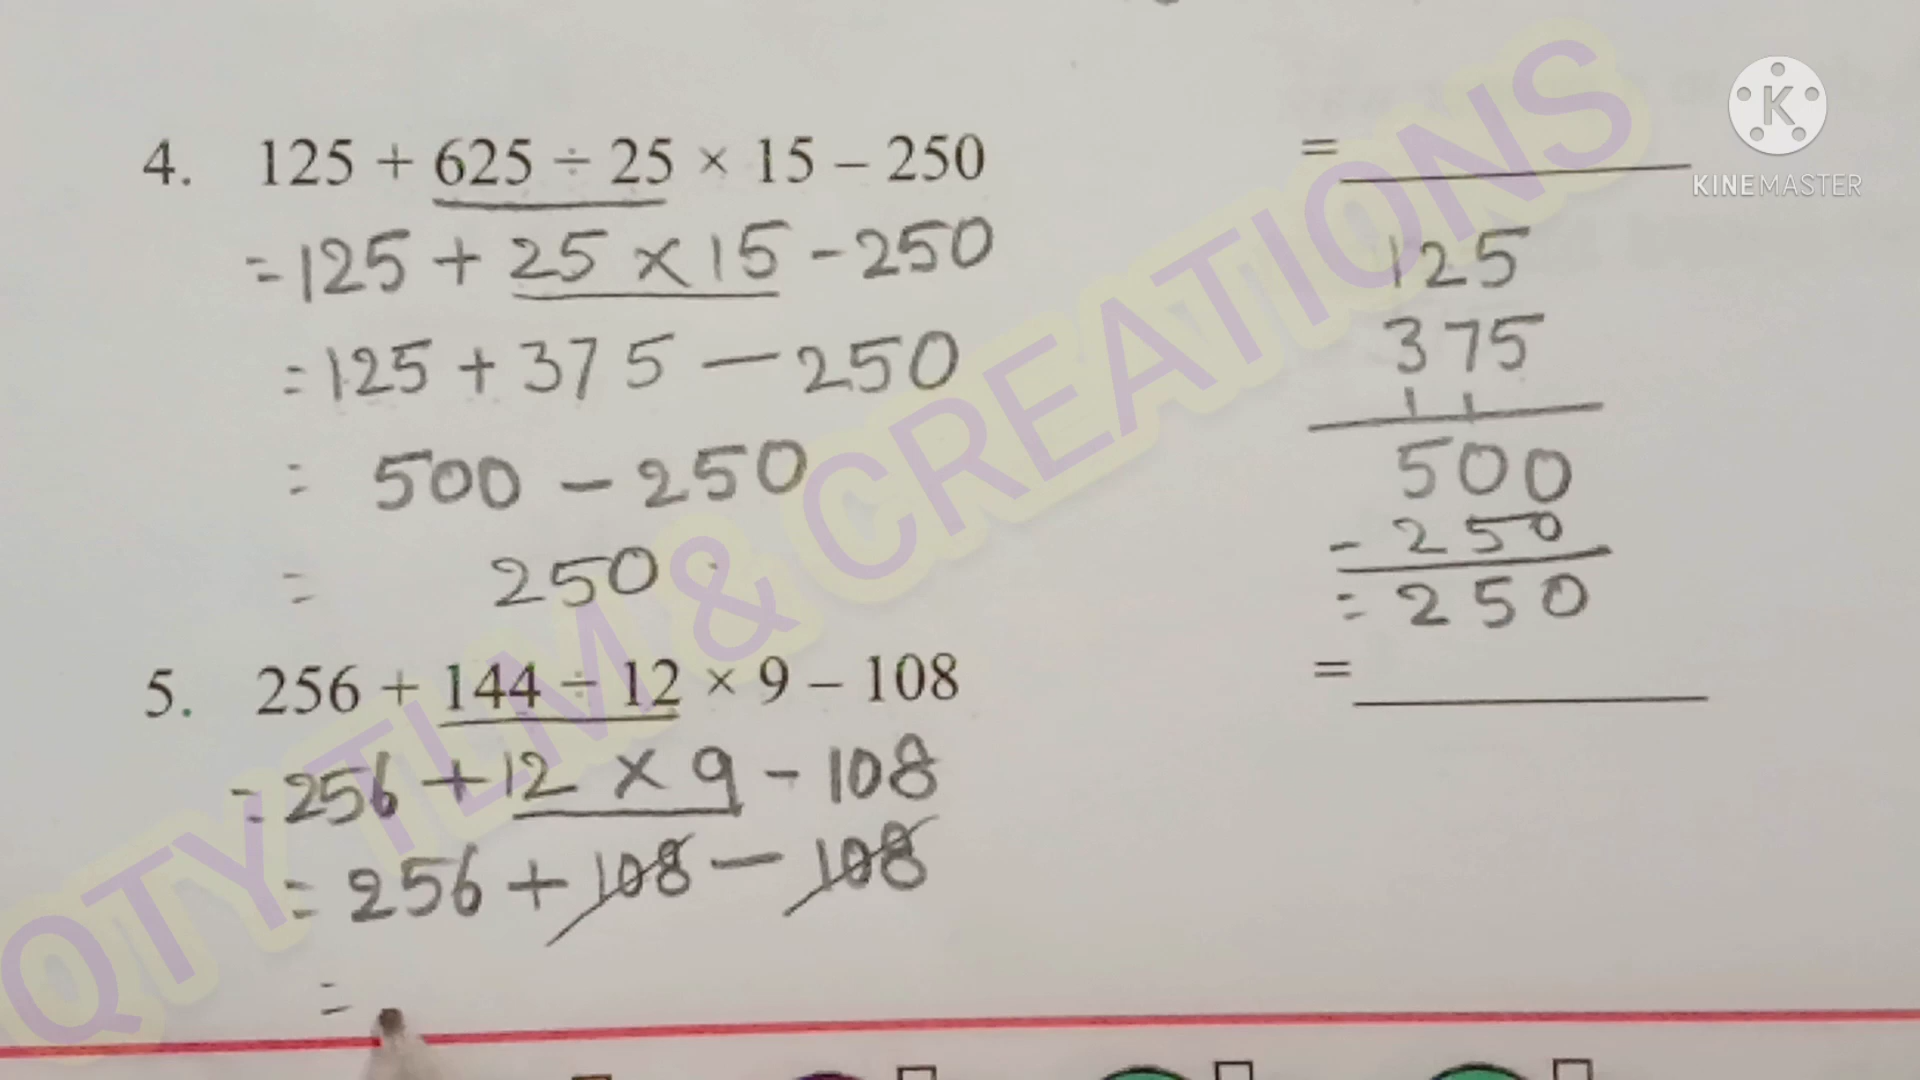 4. 125 + 625 ÷ 25 × 15 – 250 =
= 125 + 25 × 15 - 250
= 125 + 375 - 250
= 500 - 250
= 250
125
375
1 1
500
- 250
= 250
5. 256 + 144 ÷ 12 × 9 – 108 =
= 256 + 12 × 9 - 108
= 256 + 108 - 108
=
QTY TLM & CREATIONS
K
KINEMASTER